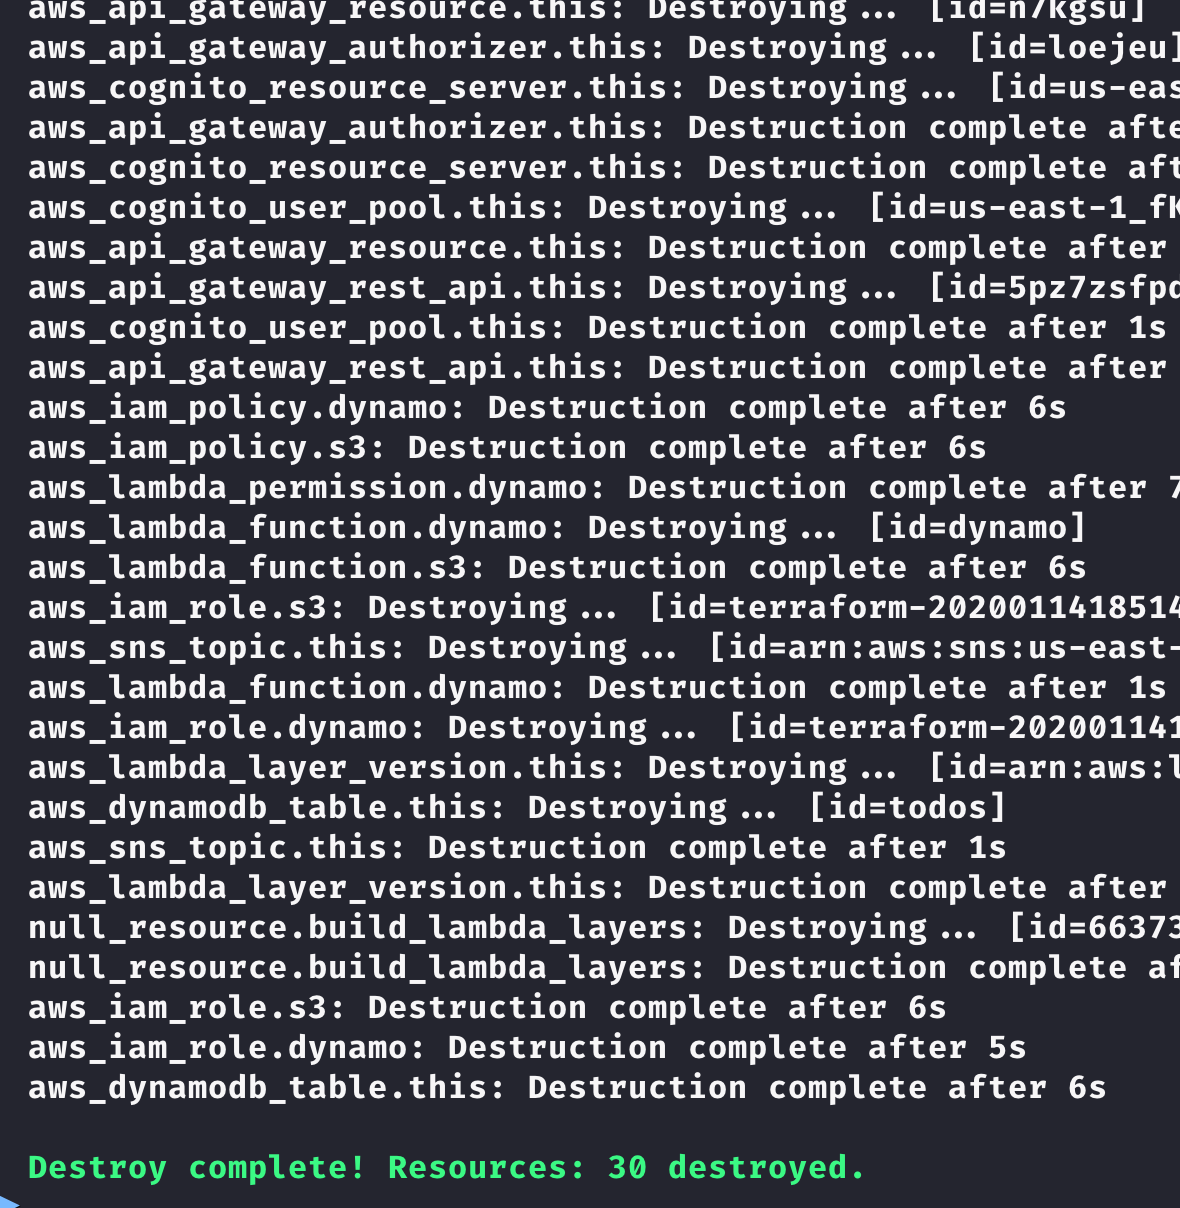 aws_api_gateway_resource.this: Destroying... [id=n7kgsu]
aws_api_gateway_authorizer.this: Destroying... [id=loejeu]
aws_cognito_resource_server.this: Destroying... [id=us-eas
aws_api_gateway_authorizer.this: Destruction complete afte
aws_cognito_resource_server.this: Destruction complete aft
aws_cognito_user_pool.this: Destroying... [id=us-east-1_fK
aws_api_gateway_resource.this: Destruction complete after
aws_api_gateway_rest_api.this: Destroying... [id=5pz7zsfpd
aws_cognito_user_pool.this: Destruction complete after 1s
aws_api_gateway_rest_api.this: Destruction complete after
aws_iam_policy.dynamo: Destruction complete after 6s
aws_iam_policy.s3: Destruction complete after 6s
aws_lambda_permission.dynamo: Destruction complete after 7
aws_lambda_function.dynamo: Destroying... [id=dynamo]
aws_lambda_function.s3: Destruction complete after 6s
aws_iam_role.s3: Destroying... [id=terraform-2020011418514
aws_sns_topic.this: Destroying... [id=arn:aws:sns:us-east-
aws_lambda_function.dynamo: Destruction complete after 1s
aws_iam_role.dynamo: Destroying... [id=terraform-202001141
aws_lambda_layer_version.this: Destroying... [id=arn:aws:l
aws_dynamodb_table.this: Destroying... [id=todos]
aws_sns_topic.this: Destruction complete after 1s
aws_lambda_layer_version.this: Destruction complete after
null_resource.build_lambda_layers: Destroying... [id=66373
null_resource.build_lambda_layers: Destruction complete af
aws_iam_role.s3: Destruction complete after 6s
aws_iam_role.dynamo: Destruction complete after 5s
aws_dynamodb_table.this: Destruction complete after 6s
Destroy complete! Resources: 30 destroyed.